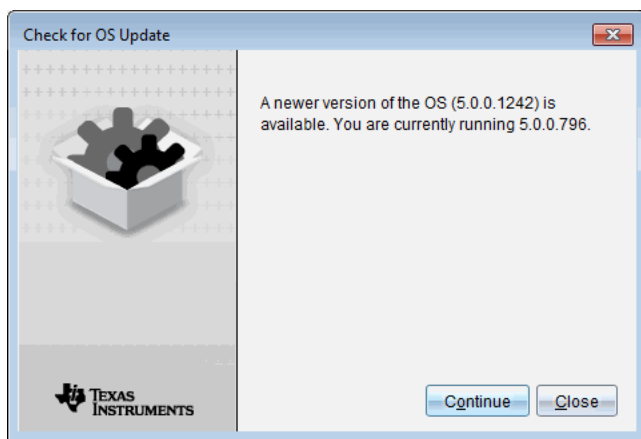 Check for OS Update
A newer version of the OS (5.0.0.1242) is
available. You are currently running 5.0.0.796.
TEXAS
INSTRUMENTS
Continue
Close